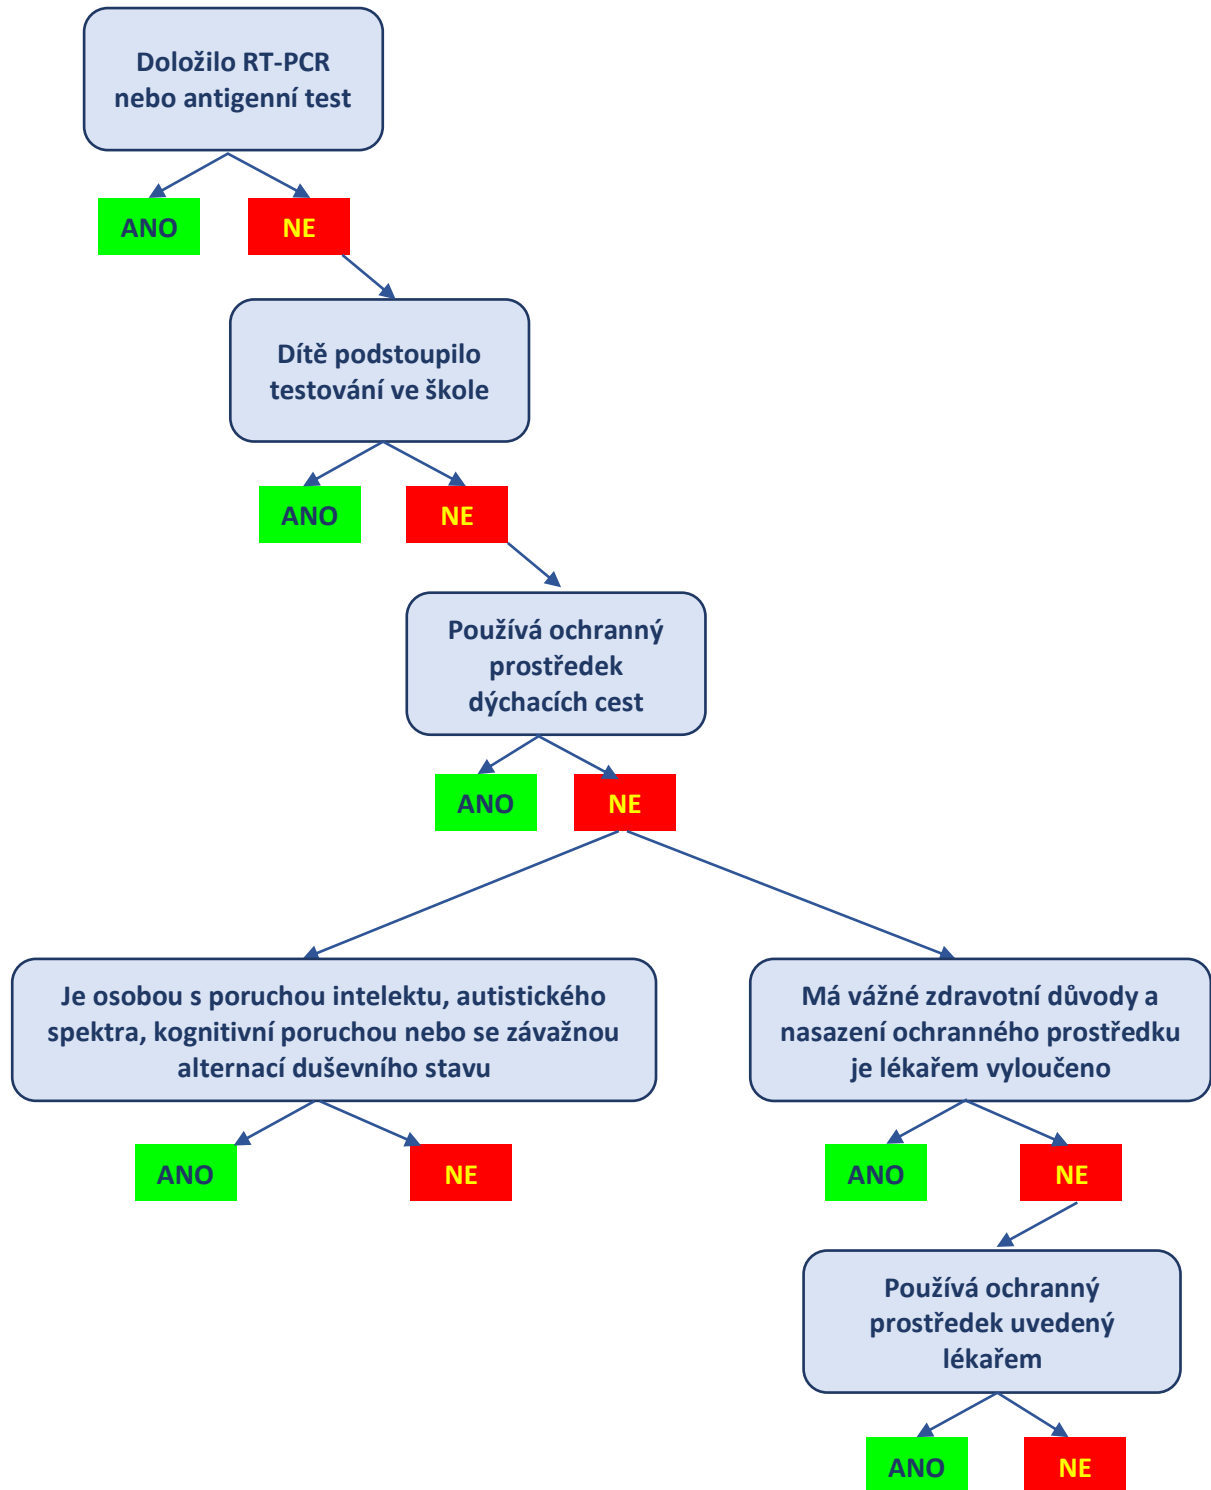 Doložilo RT-PCR
nebo antigenní test
ANO
NE
Dítě podstoupilo
testování ve škole
ANO
NE
Používá ochranný
prostředek
dýchacích cest
ANO
NE
Je osobou s poruchou intelektu, autistického
spektra, kognitivní poruchou nebo se závažnou
alternací duševního stavu
Má vážné zdravotní důvody a
nasazení ochranného prostředku
je lékařem vyloučeno
ANO
NE
ANO
NE
Používá ochranný
prostředek uvedený
lékařem
ANO
NE